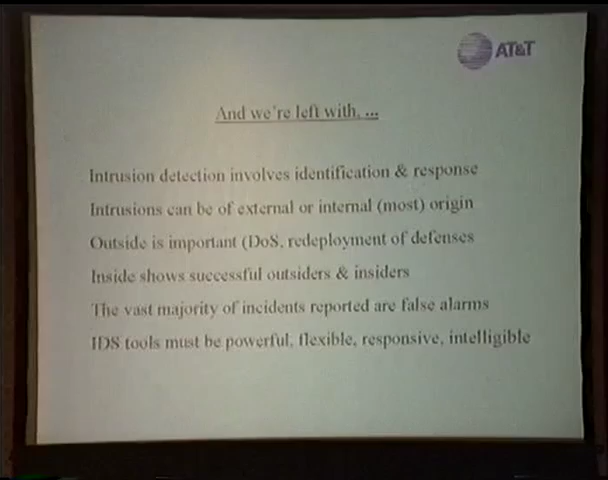 AT&T
And we're left with, ...
Intrusion detection involves identification & response
Intrusions can be of external or internal (most) origin
Outside is important (DoS, redeployment of defenses
Inside shows successful outsiders & insiders
The vast majority of incidents reported are false alarms
IDS tools must be powerful, flexible, responsive, intelligible